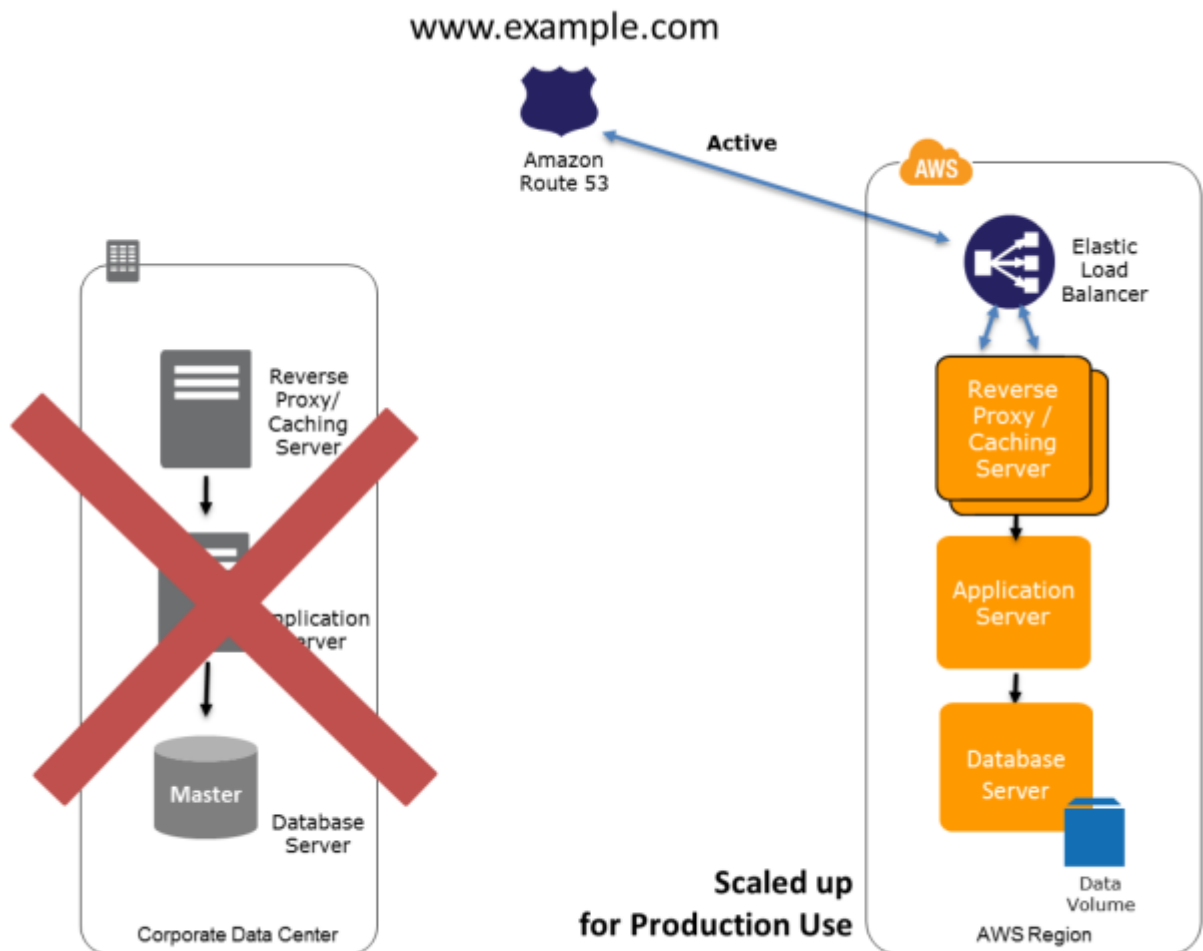 www.example.com
Amazon
Route 53
Active
AWS
Elastic
Load
Balancer
Reverse
Proxy/
Caching
Server
Reverse
Proxy /
Caching
Server
pplication
erver
Application
Server
Master
Database
Server
Database
Server
Data
Volume
Scaled up
for Production Use
Corporate Data Center
AWS Region